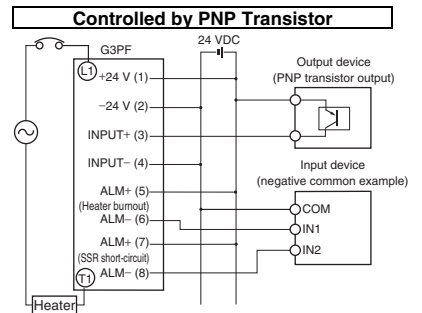 Controlled by PNP Transistor
24 VDC
G3PF
L1
+24 V (1)
−24 V (2)
INPUT+ (3)
INPUT− (4)
ALM+ (5)
(Heater burnout)
ALM− (6)
ALM+ (7)
(SSR short-circuit)
ALM− (8)
T1
Heater
Output device
(PNP transistor output)
Input device
(negative common example)
COM
IN1
IN2